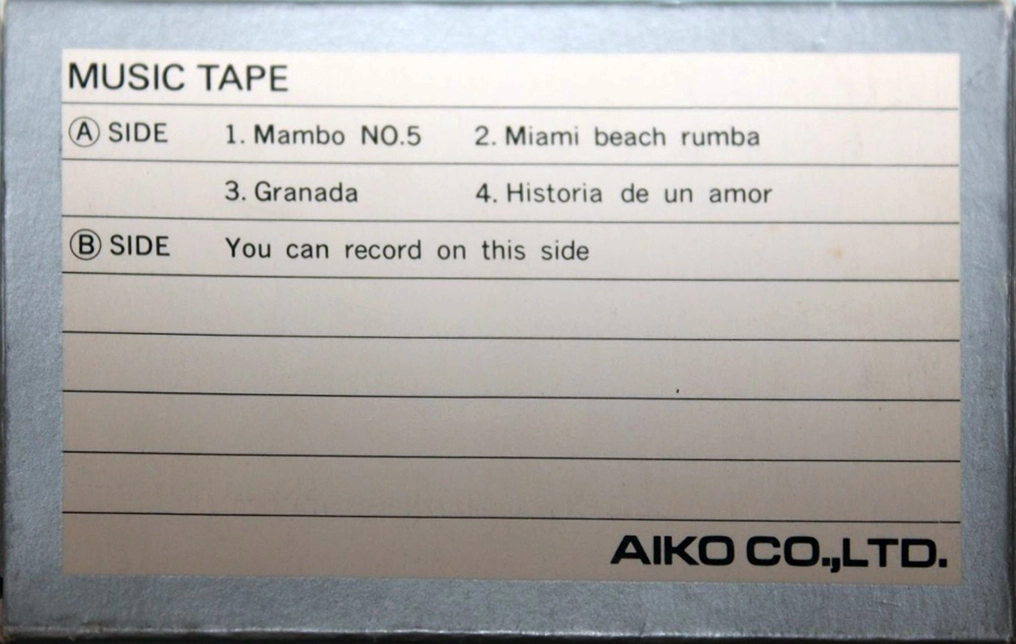 MUSIC TAPE
Ⓐ SIDE 1. Mambo NO.5 2. Miami beach rumba
3. Granada 4. Historia de un amor
Ⓑ SIDE You can record on this side
AIKO CO.,LTD.